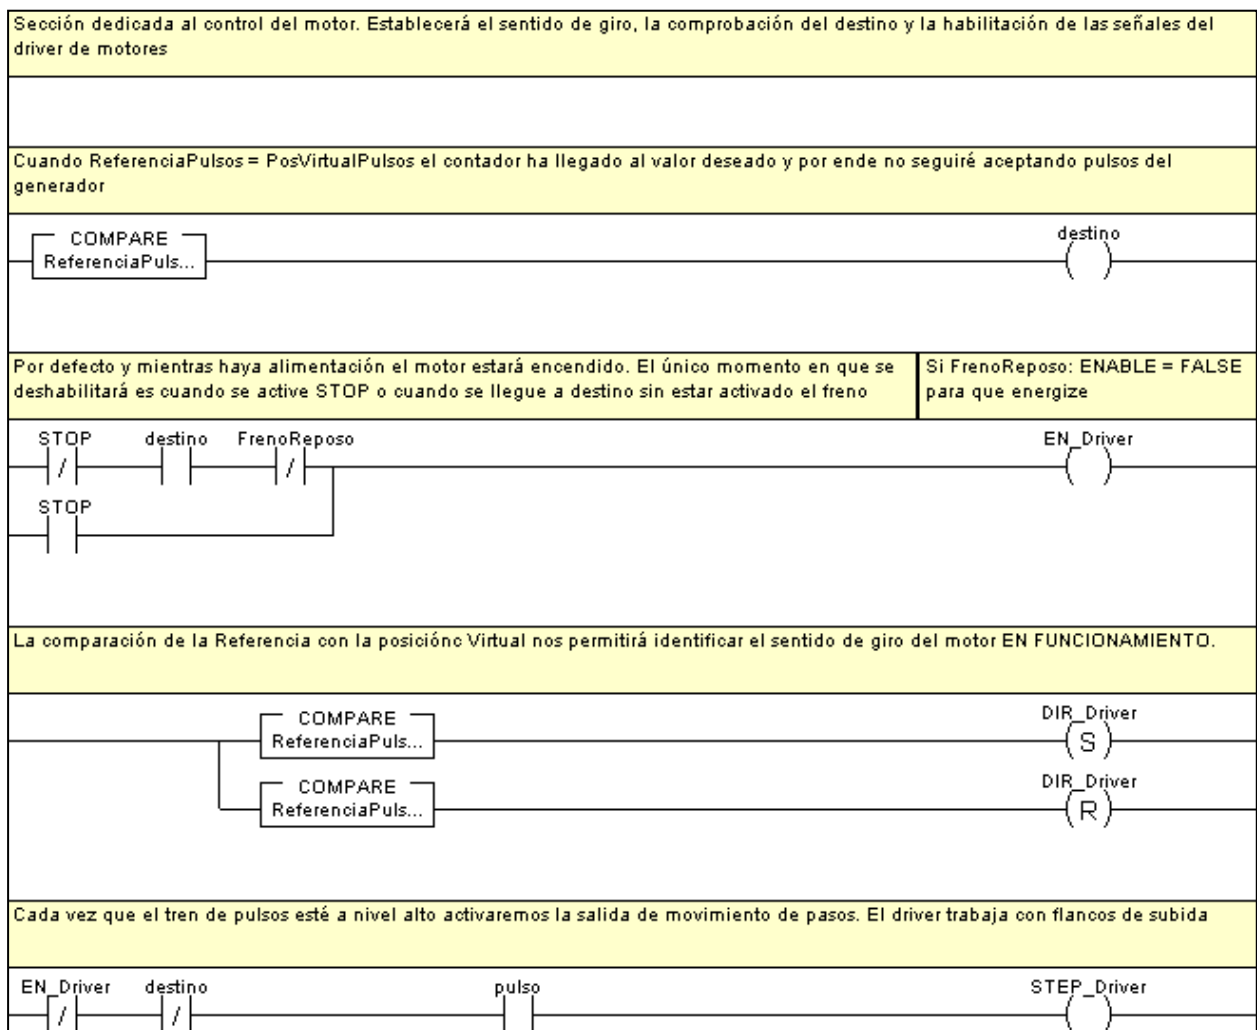 Sección dedicada al control del motor. Establecerá el sentido de giro, la comprobación del destino y la habilitación de las señales del
driver de motores
Cuando ReferenciaPulsos = PosVirtualPulsos el contador ha llegado al valor deseado y por ende no seguiré aceptando pulsos del
generador
COMPARE
ReferenciaPuls...
destino
Por defecto y mientras haya alimentación el motor estará encendido. El único momento en que se
deshabilitará es cuando se active STOP o cuando se llegue a destino sin estar activado el freno
Si FrenoReposo: ENABLE = FALSE
para que energize
STOP destino FrenoReposo EN_Driver
STOP
La comparación de la Referencia con la posiciónc Virtual nos permitirá identificar el sentido de giro del motor EN FUNCIONAMIENTO.
COMPARE
ReferenciaPuls...
DIR_Driver
S
COMPARE
ReferenciaPuls...
DIR_Driver
R
Cada vez que el tren de pulsos esté a nivel alto activaremos la salida de movimiento de pasos. El driver trabaja con flancos de subida
EN_Driver destino pulso STEP_Driver